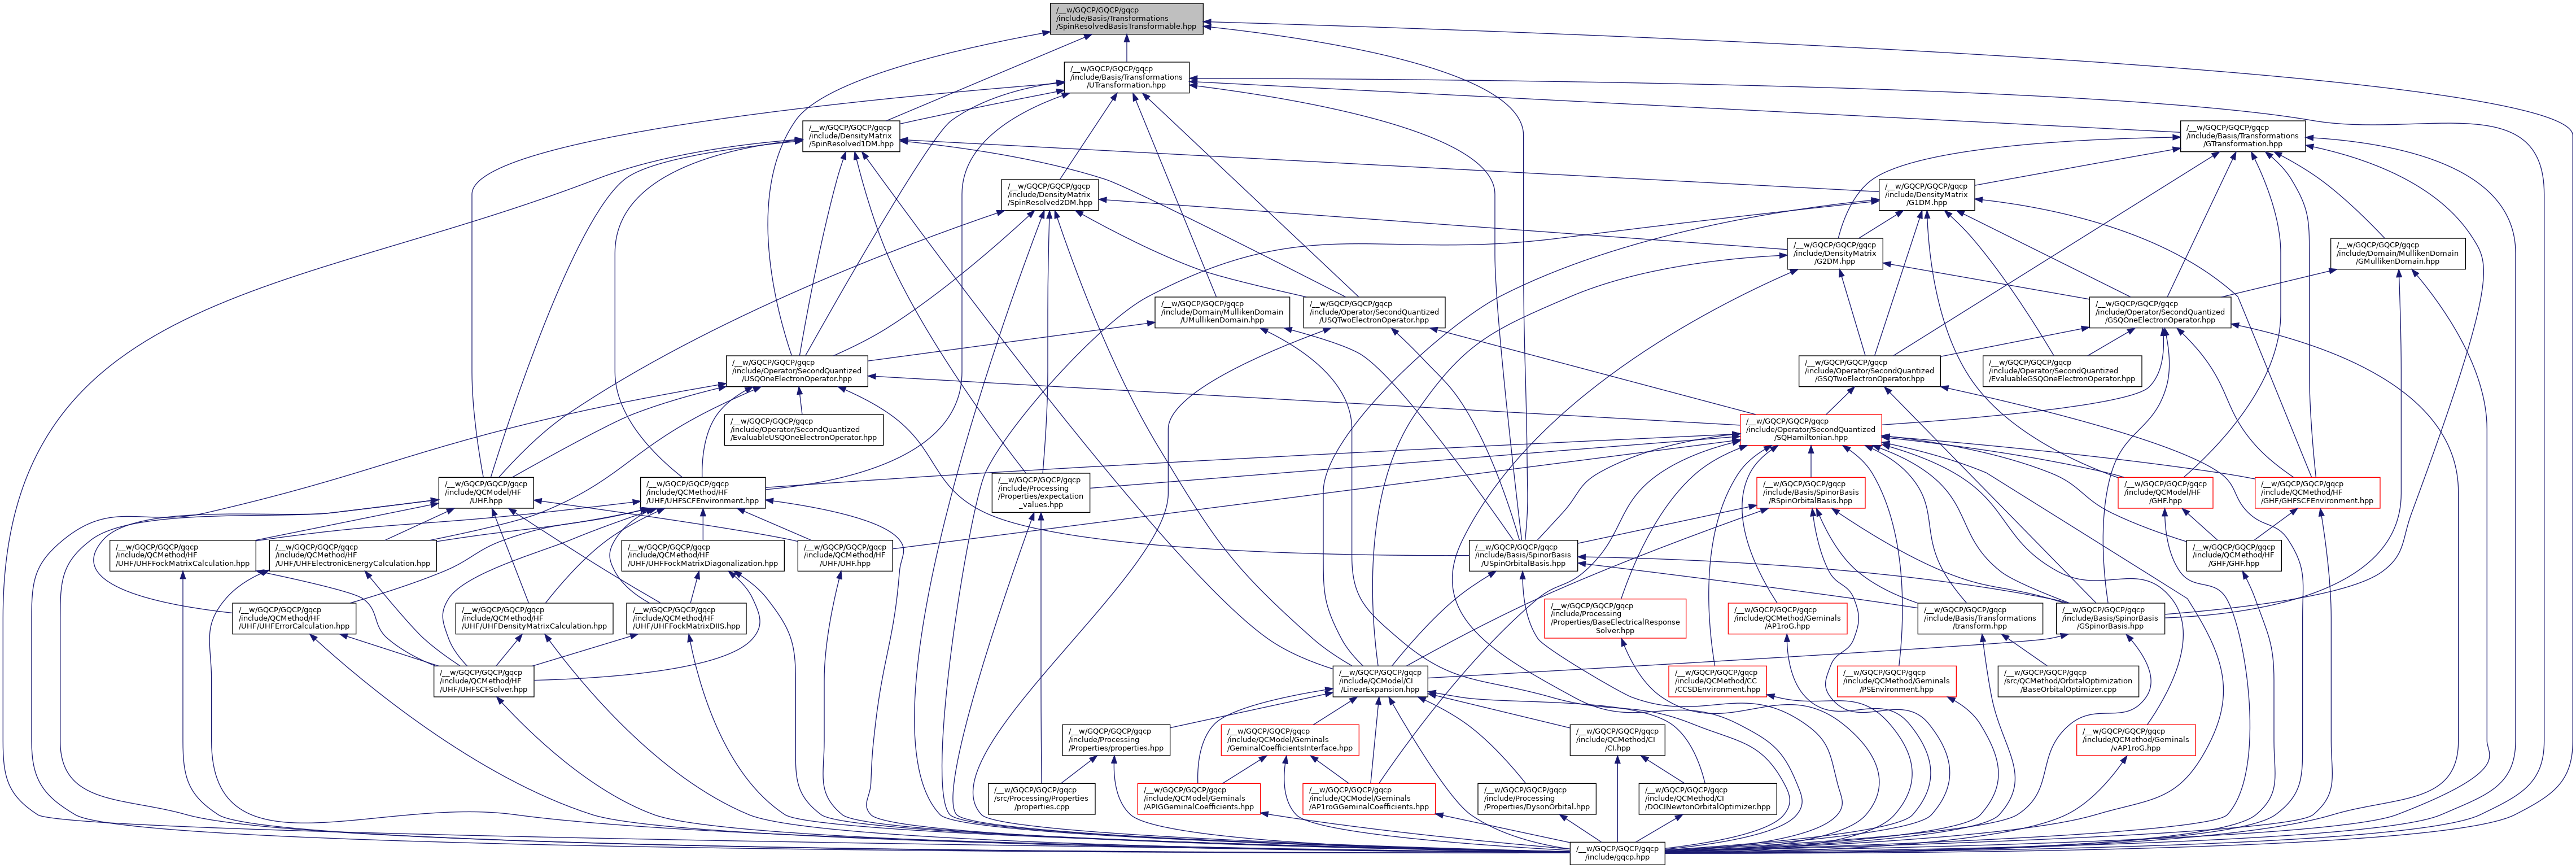 /__w/GQCP/GQCP/gqcp
/include/Basis/Transformations
/SpinResolvedBasisTransformable.hpp
/__w/GQCP/GQCP/gqcp
/include/Basis/Transformations
/UTransformation.hpp
/__w/GQCP/GQCP/gqcp
/include/DensityMatrix
/SpinResolved1DM.hpp
/__w/GQCP/GQCP/gqcp
/include/Basis/Transformations
/GTransformation.hpp
/__w/GQCP/GQCP/gqcp
/include/DensityMatrix
/SpinResolved2DM.hpp
/__w/GQCP/GQCP/gqcp
/include/DensityMatrix
/G1DM.hpp
/__w/GQCP/GQCP/gqcp
/include/DensityMatrix
/G2DM.hpp
/__w/GQCP/GQCP/gqcp
/include/Domain/MullikenDomain
/GMullikenDomain.hpp
/__w/GQCP/GQCP/gqcp
/include/Domain/MullikenDomain
/UMullikenDomain.hpp
/__w/GQCP/GQCP/gqcp
/include/Operator/SecondQuantized
/USQTwoElectronOperator.hpp
/__w/GQCP/GQCP/gqcp
/include/Operator/SecondQuantized
/GSQOneElectronOperator.hpp
/__w/GQCP/GQCP/gqcp
/include/Operator/SecondQuantized
/USQOneElectronOperator.hpp
/__w/GQCP/GQCP/gqcp
/include/Operator/SecondQuantized
/GSQTwoElectronOperator.hpp
/__w/GQCP/GQCP/gqcp
/include/Operator/SecondQuantized
/EvaluableGSQOneElectronOperator.hpp
/__w/GQCP/GQCP/gqcp
/include/Operator/SecondQuantized
/EvaluableUSQOneElectronOperator.hpp
/__w/GQCP/GQCP/gqcp
/include/Operator/SecondQuantized
/SQHamiltonian.hpp
/__w/GQCP/GQCP/gqcp
/include/QCModel/HF
/UHF.hpp
/__w/GQCP/GQCP/gqcp
/include/QCMethod/HF
/UHF/UHFSCFEnvironment.hpp
/__w/GQCP/GQCP/gqcp
/include/Processing
/Properties/expectation
_values.hpp
/__w/GQCP/GQCP/gqcp
/include/Basis/SpinorBasis
/RSpinOrbitalBasis.hpp
/__w/GQCP/GQCP/gqcp
/include/QCModel/HF
/GHF.hpp
/__w/GQCP/GQCP/gqcp
/include/QCMethod/HF
/GHF/GHFSCFEnvironment.hpp
/__w/GQCP/GQCP/gqcp
/include/QCMethod/HF
/UHF/UHFFockMatrixCalculation.hpp
/__w/GQCP/GQCP/gqcp
/include/QCMethod/HF
/UHF/UHFElectronicEnergyCalculation.hpp
/__w/GQCP/GQCP/gqcp
/include/QCMethod/HF
/UHF/UHFFockMatrixDiagonalization.hpp
/__w/GQCP/GQCP/gqcp
/include/QCMethod/HF
/UHF/UHF.hpp
/__w/GQCP/GQCP/gqcp
/include/Basis/SpinorBasis
/USpinOrbitalBasis.hpp
/__w/GQCP/GQCP/gqcp
/include/QCMethod/HF
/GHF/GHF.hpp
/__w/GQCP/GQCP/gqcp
/include/QCMethod/HF
/UHF/UHFErrorCalculation.hpp
/__w/GQCP/GQCP/gqcp
/include/QCMethod/HF
/UHF/UHFDensityMatrixCalculation.hpp
/__w/GQCP/GQCP/gqcp
/include/QCMethod/HF
/UHF/UHFFockMatrixDIIS.hpp
/__w/GQCP/GQCP/gqcp
/include/Processing
/Properties/BaseElectricalResponse
Solver.hpp
/__w/GQCP/GQCP/gqcp
/include/QCMethod/Geminals
/AP1roG.hpp
/__w/GQCP/GQCP/gqcp
/include/Basis/Transformations
/transform.hpp
/__w/GQCP/GQCP/gqcp
/include/Basis/SpinorBasis
/GSpinorBasis.hpp
/__w/GQCP/GQCP/gqcp
/include/QCMethod/HF
/UHF/UHFSCFSolver.hpp
/__w/GQCP/GQCP/gqcp
/include/QCModel/CI
/LinearExpansion.hpp
/__w/GQCP/GQCP/gqcp
/include/QCMethod/CC
/CCSDEnvironment.hpp
/__w/GQCP/GQCP/gqcp
/include/QCMethod/Geminals
/PSEnvironment.hpp
/__w/GQCP/GQCP/gqcp
/src/QCMethod/OrbitalOptimization
/BaseOrbitalOptimizer.cpp
/__w/GQCP/GQCP/gqcp
/include/Processing
/Properties/properties.hpp
/__w/GQCP/GQCP/gqcp
/include/QCModel/Geminals
/GeminalCoefficientsInterface.hpp
/__w/GQCP/GQCP/gqcp
/include/QCMethod/CI
/CI.hpp
/__w/GQCP/GQCP/gqcp
/include/QCMethod/Geminals
/vAP1roG.hpp
/__w/GQCP/GQCP/gqcp
/src/Processing/Properties
/properties.cpp
/__w/GQCP/GQCP/gqcp
/include/QCModel/Geminals
/APIGGeminalCoefficients.hpp
/__w/GQCP/GQCP/gqcp
/include/QCModel/Geminals
/AP1roGGeminalCoefficients.hpp
/__w/GQCP/GQCP/gqcp
/include/Processing
/Properties/DysonOrbital.hpp
/__w/GQCP/GQCP/gqcp
/include/QCMethod/CI
/DOCINewtonOrbitalOptimizer.hpp
/__w/GQCP/GQCP/gqcp
/include/gqcp.hpp